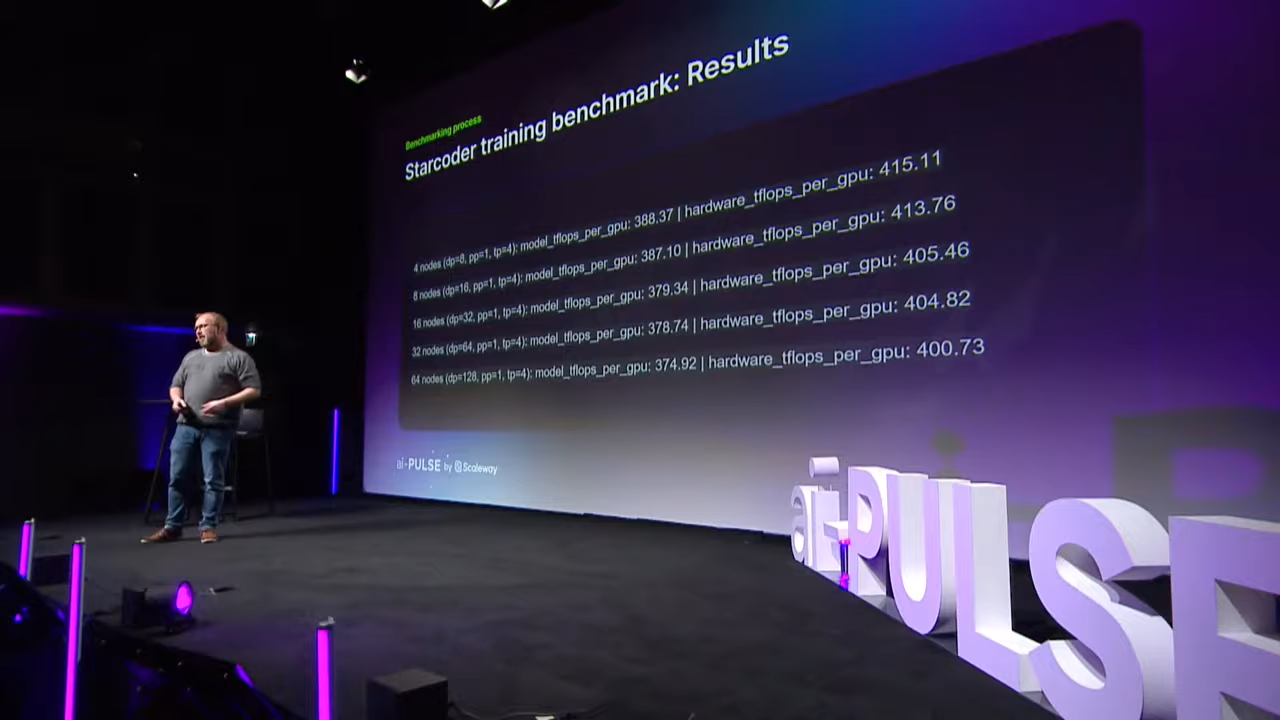 Benchmarking process
Starcoder training benchmark: Results
4 nodes (dp=8, pp=1, tp=4): model_tflops_per_gpu: 388.37 | hardware_tflops_per_gpu: 415.11
8 nodes (dp=16, pp=1, tp=4): model_tflops_per_gpu: 387.10 | hardware_tflops_per_gpu: 413.76
16 nodes (dp=32, pp=1, tp=4): model_tflops_per_gpu: 379.34 | hardware_tflops_per_gpu: 405.46
32 nodes (dp=64, pp=1, tp=4): model_tflops_per_gpu: 378.74 | hardware_tflops_per_gpu: 404.82
64 nodes (dp=128, pp=1, tp=4): model_tflops_per_gpu: 374.92 | hardware_tflops_per_gpu: 400.73
ai-PULSE by Scaleway
ai-PULSE